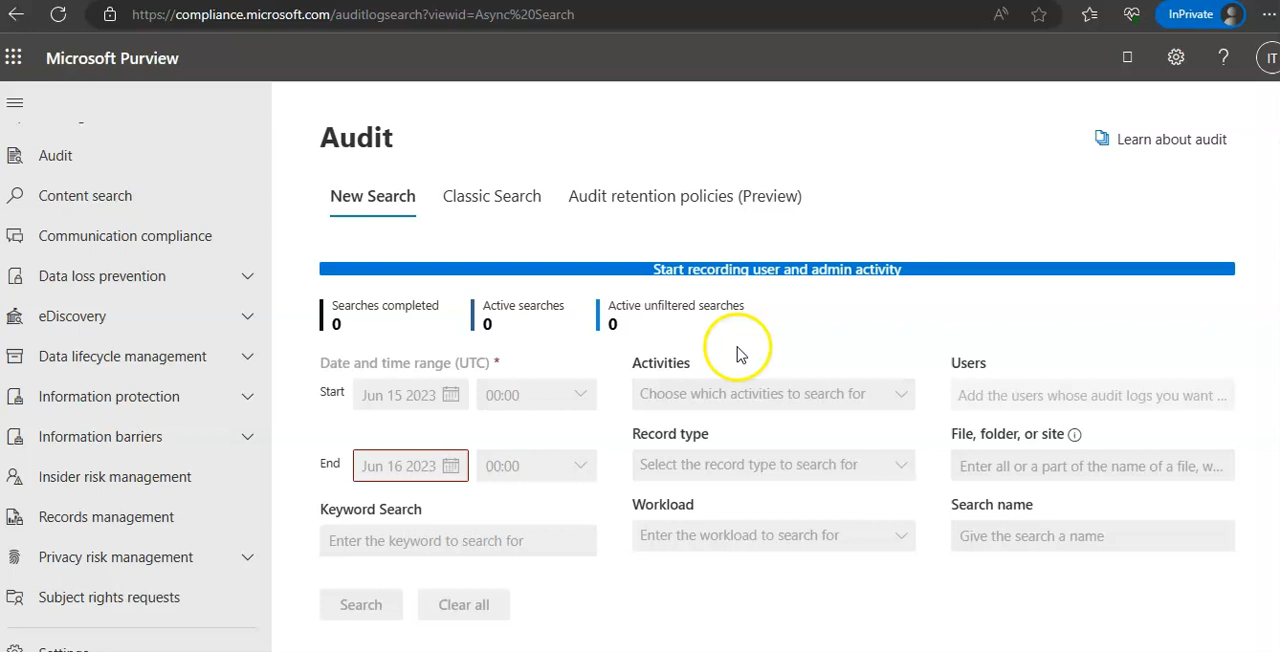 https://compliance.microsoft.com/auditlogsearch?viewid=Async%20Search
InPrivate
Microsoft Purview
IT
Audit
Content search
Communication compliance
Data loss prevention
eDiscovery
Data lifecycle management
Information protection
Information barriers
Insider risk management
Records management
Privacy risk management
Subject rights requests
Settings
Audit
Learn about audit
New Search Classic Search Audit retention policies (Preview)
Start recording user and admin activity
Searches completed Active searches Active unfiltered searches
0 0 0
Date and time range (UTC) * Activities Users
Start Jun 15 2023 00:00 Choose which activities to search for Add the users whose audit logs you want ...
Record type File, folder, or site
End Jun 16 2023 00:00 Select the record type to search for Enter all or a part of the name of a file, w...
Keyword Search Workload Search name
Enter the keyword to search for Enter the workload to search for Give the search a name
Search Clear all